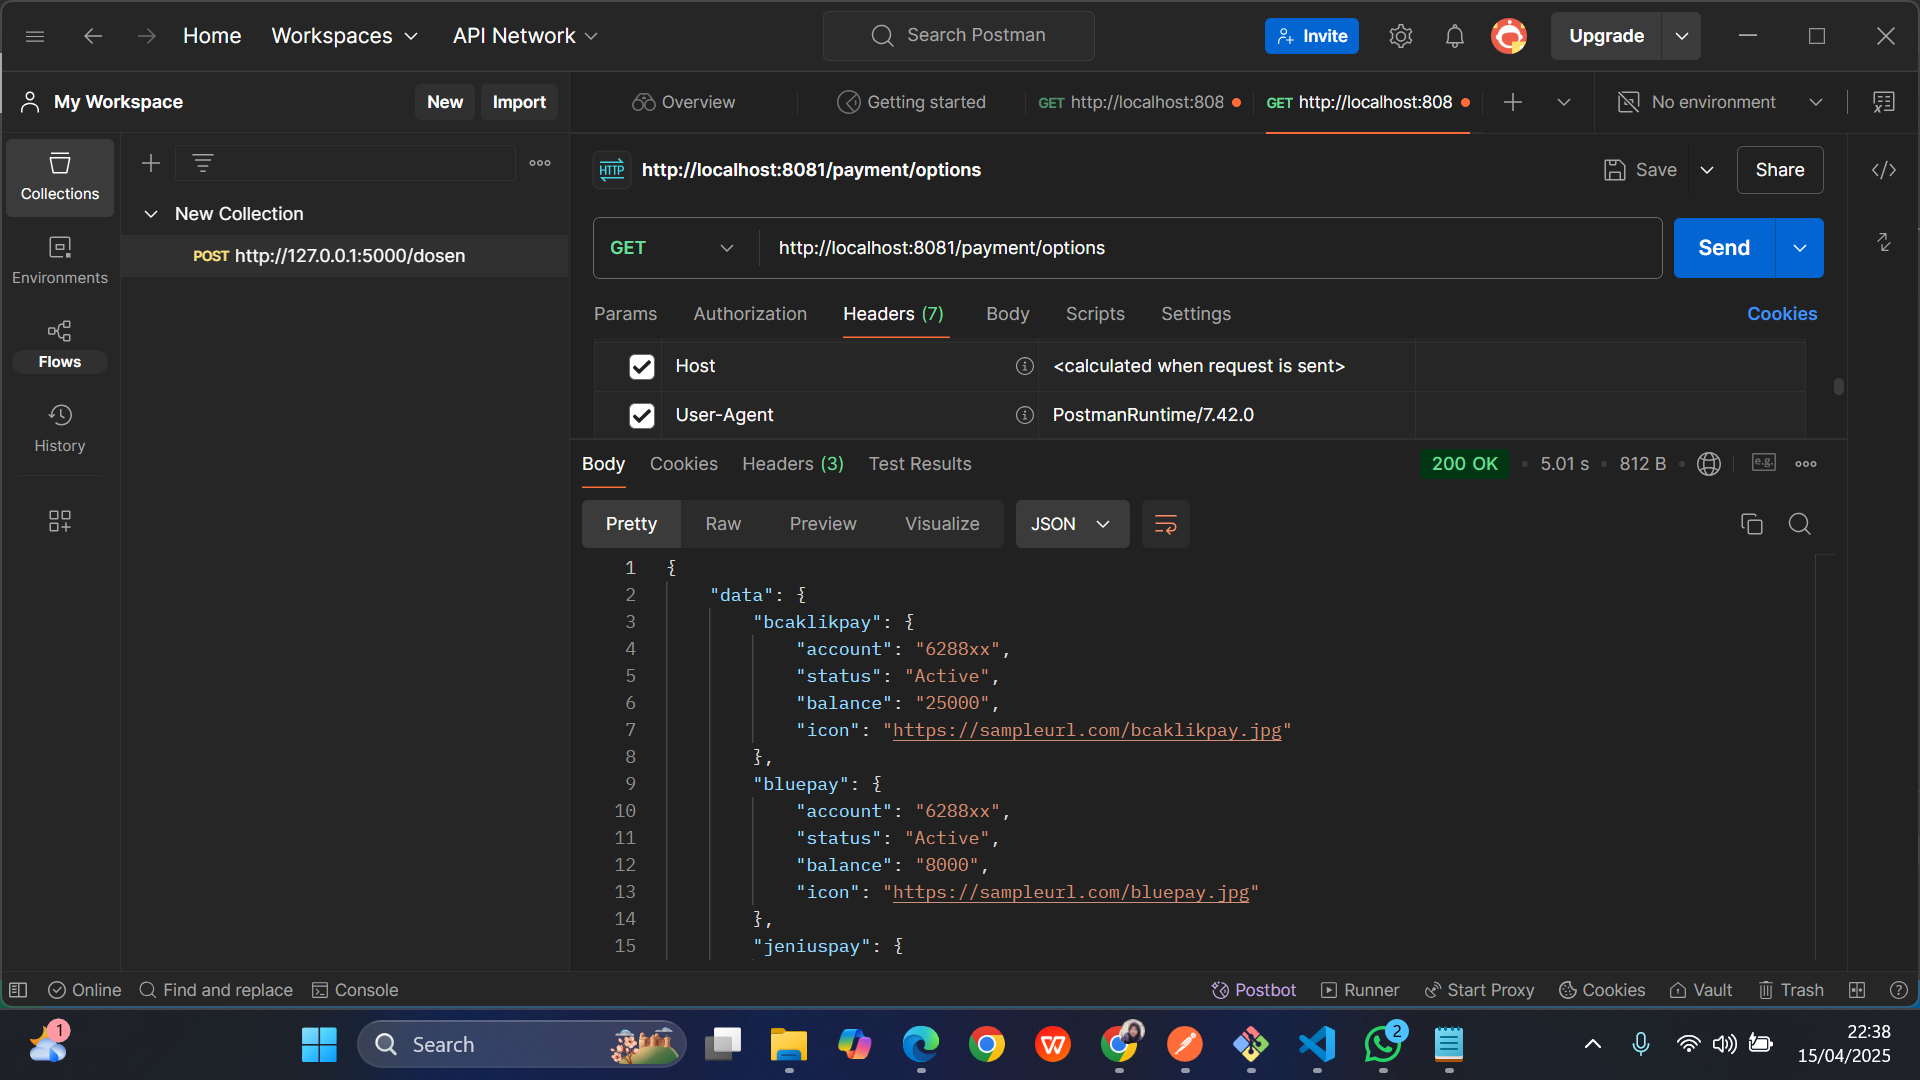 Home Workspaces API Network Search Postman Invite Upgrade
My Workspace New Import Overview Getting started GET http://localhost:808 GET http://localhost:808 No environment
Collections
New Collection
POST http://127.0.0.1:5000/dosen
Environments
Flows
History
HTTP http://localhost:8081/payment/options Save Share
GET http://localhost:8081/payment/options Send
Params Authorization Headers (7) Body Scripts Settings Cookies
Host <calculated when request is sent>
User-Agent PostmanRuntime/7.42.0
Body Cookies Headers (3) Test Results 200 OK 5.01 s 812 B e.g.
Pretty Raw Preview Visualize JSON
1 {
2 "data": {
3 "bcaklikpay": {
4 "account": "6288xx",
5 "status": "Active",
6 "balance": "25000",
7 "icon": "https://sampleurl.com/bcaklikpay.jpg"
8 },
9 "bluepay": {
10 "account": "6288xx",
11 "status": "Active",
12 "balance": "8000",
13 "icon": "https://sampleurl.com/bluepay.jpg"
14 },
15 "jeniuspay": {
Online Find and replace Console Postbot Runner Start Proxy Cookies Vault Trash
1 Search 2 22:38
15/04/2025